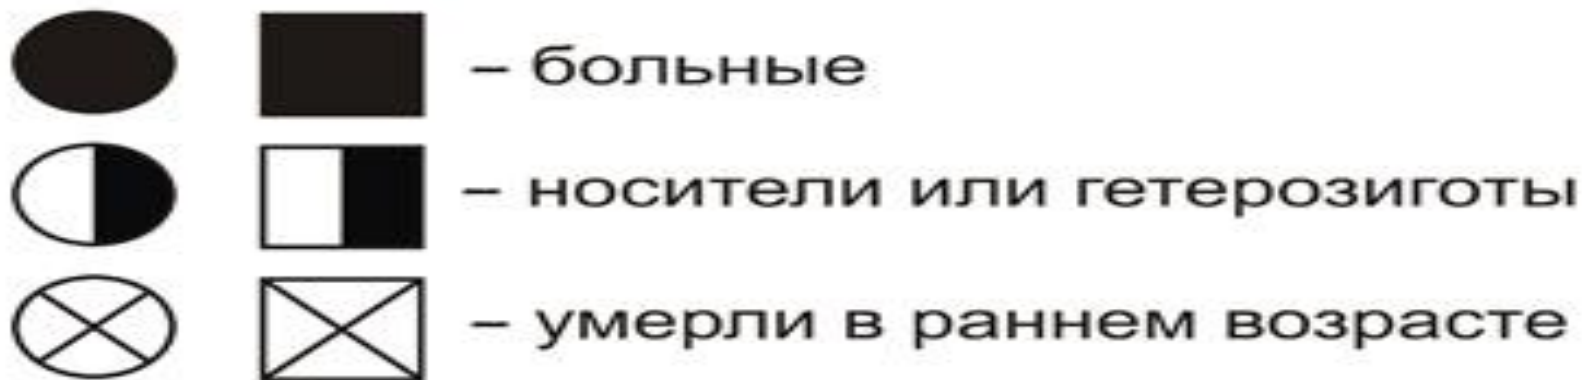 – больные
– носители или гетерозиготы
– умерли в раннем возрасте